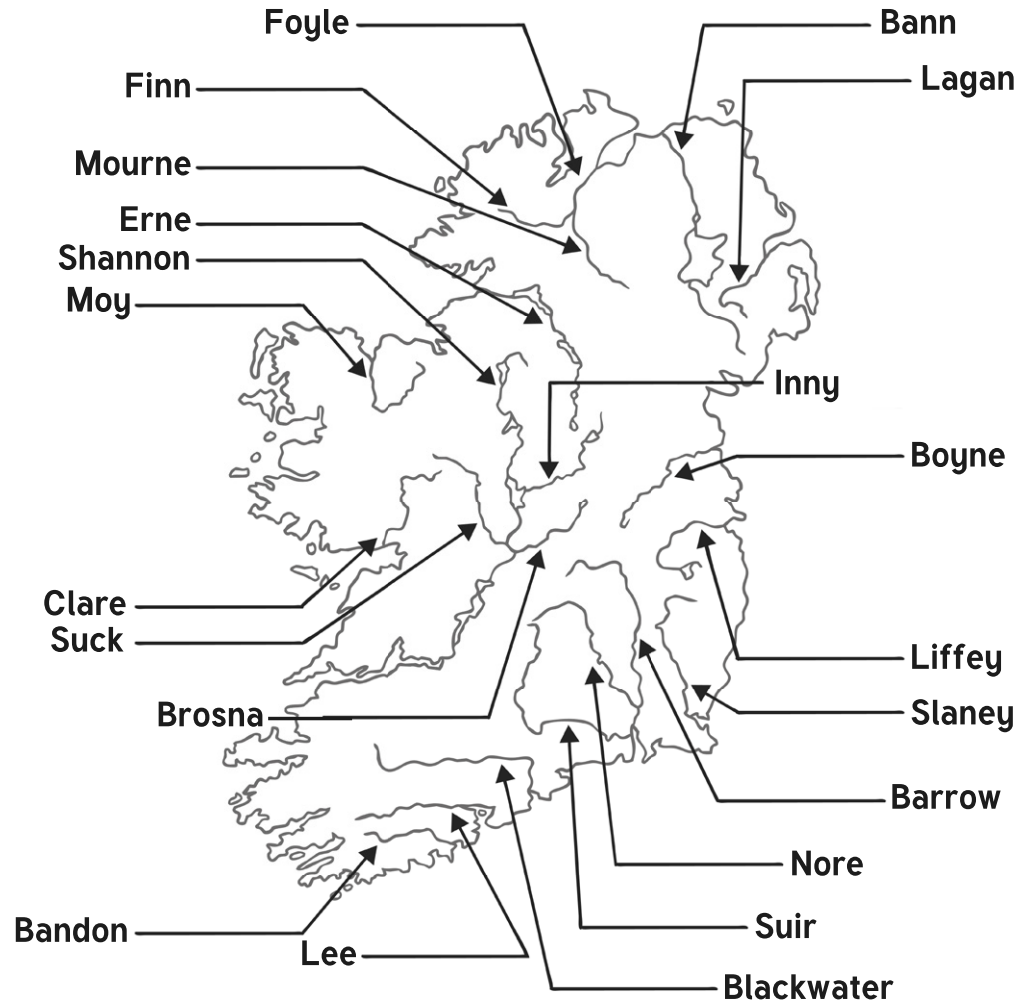 Foyle
Bann
Lagan
Finn
Mourne
Erne
Shannon
Moy
Inny
Boyne
Clare
Suck
Liffey
Brosna
Slaney
Barrow
Nore
Suir
Bandon
Lee
Blackwater